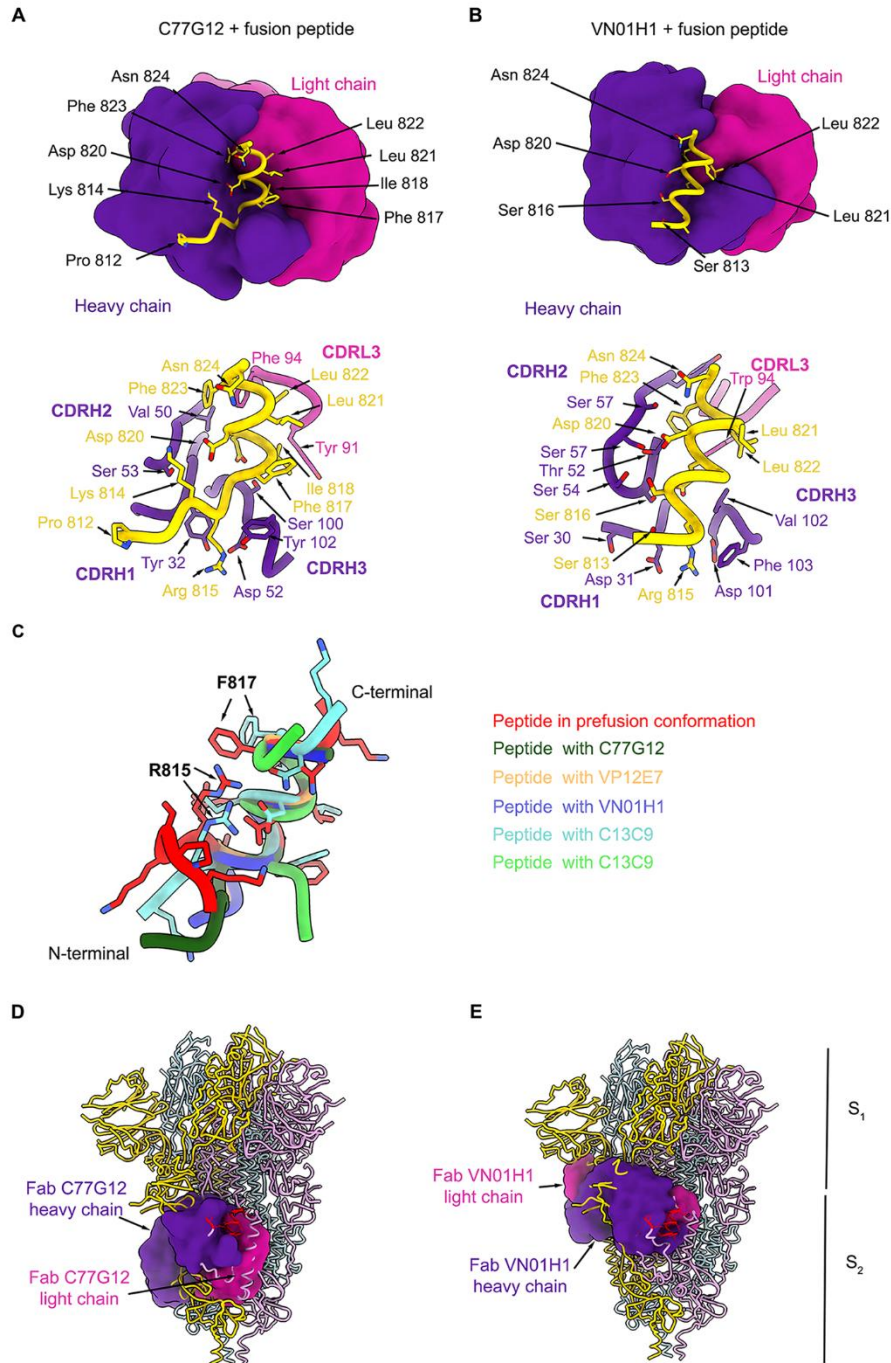 A
C77G12 + fusion peptide
Asn 824
Phe 823
Asp 820
Lys 814
Pro 812
Light chain
Leu 822
Leu 821
Ile 818
Phe 817
Heavy chain
B
VN01H1 + fusion peptide
Asn 824
Asp 820
Ser 816
Light chain
Leu 822
Leu 821
Ser 813
Heavy chain
Asn 824
Phe 94
CDRL3
Phe 823
Leu 822
CDRH2
Val 50
Leu 821
Asp 820
Tyr 91
Ser 53
Lys 814
Ile 818
Phe 817
Pro 812
Ser 100
Tyr 32
Tyr 102
CDRH1
CDRH3
Arg 815
Asp 52
Asn 824
CDRH2
CDRL3
Phe 823
Trp 94
Ser 57
Asp 820
Leu 821
Ser 57
Thr 52
Leu 822
Ser 54
CDRH3
Ser 816
Val 102
Ser 30
Ser 813
Phe 103
Asp 31
CDRH1
Arg 815
Asp 101
C
F817
C-terminal
R815
N-terminal
Peptide in prefusion conformation
Peptide with C77G12
Peptide with VP12E7
Peptide with VN01H1
Peptide with C13C9
Peptide with C13C9
D
Fab C77G12
heavy chain
Fab C77G12
light chain
E
Fab VN01H1
light chain
Fab VN01H1
heavy chain
S1
S2